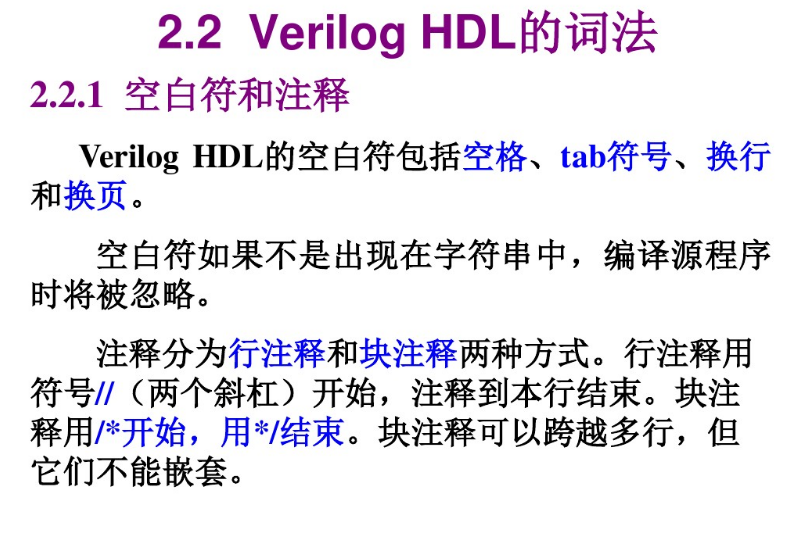 2.2 Verilog HDL的词法
2.2.1 空白符和注释
Verilog HDL的空白符包括空格、tab符号、换行
和换页。
空白符如果不是出现在字符串中，编译源程序
时将被忽略。
注释分为行注释和块注释两种方式。行注释用
符号//（两个斜杠）开始，注释到本行结束。块注
释用/*开始，用*/结束。块注释可以跨越多行，但
它们不能嵌套。